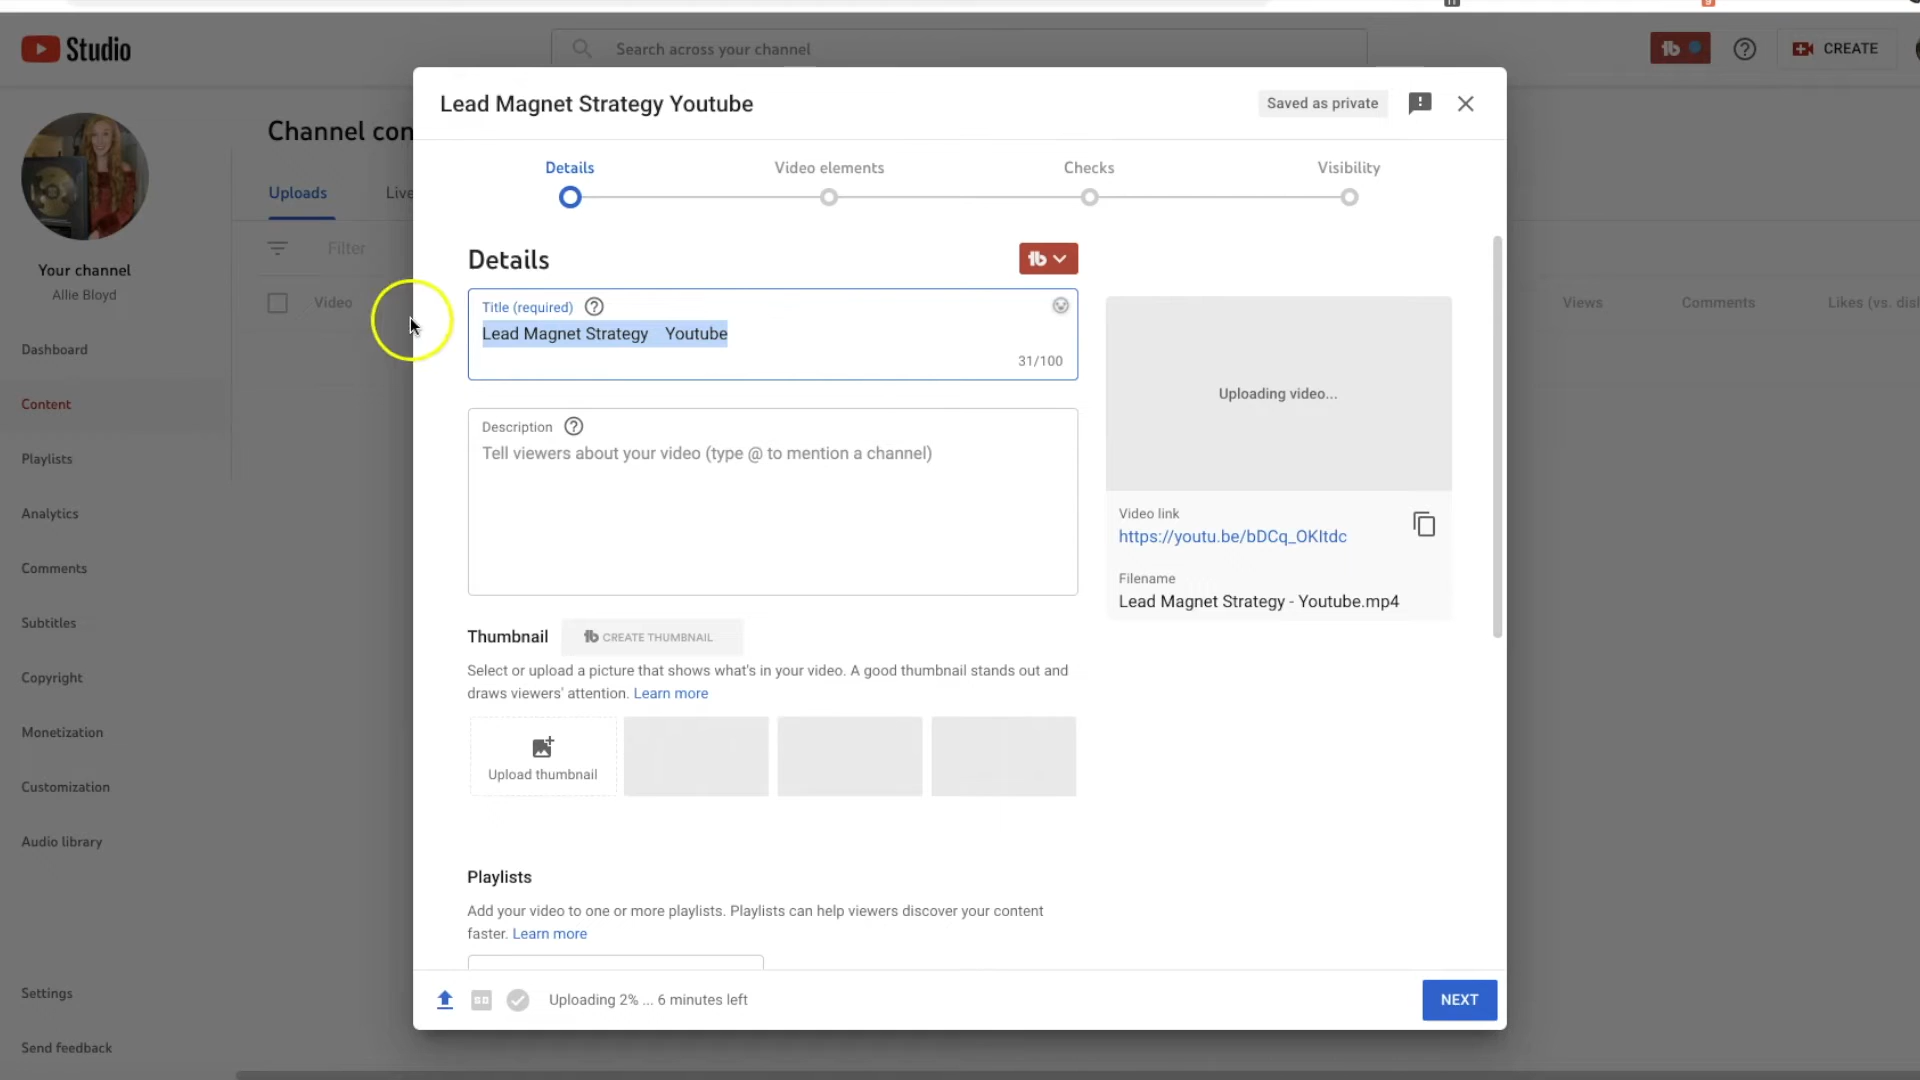 Studio
Search across your channel
CREATE
Lead Magnet Strategy Youtube
Saved as private
Channel con
Details
Video elements
Checks
Visibility
Uploads
Live
Filter
Details
Your channel
Allie Bloyd
Video
Title (required)
Lead Magnet Strategy   Youtube
31/100
Views
Comments
Likes (vs. disl
Dashboard
Content
Playlists
Analytics
Comments
Subtitles
Copyright
Monetization
Customization
Audio library
Settings
Send feedback
Description
Tell viewers about your video (type @ to mention a channel)
Uploading video...
Video link
https://youtu.be/bDCq_OKItdc
Filename
Lead Magnet Strategy - Youtube.mp4
Thumbnail
CREATE THUMBNAIL
Select or upload a picture that shows what's in your video. A good thumbnail stands out and
draws viewers' attention. Learn more
Upload thumbnail
Playlists
Add your video to one or more playlists. Playlists can help viewers discover your content
faster. Learn more
SD
Uploading 2% ... 6 minutes left
NEXT